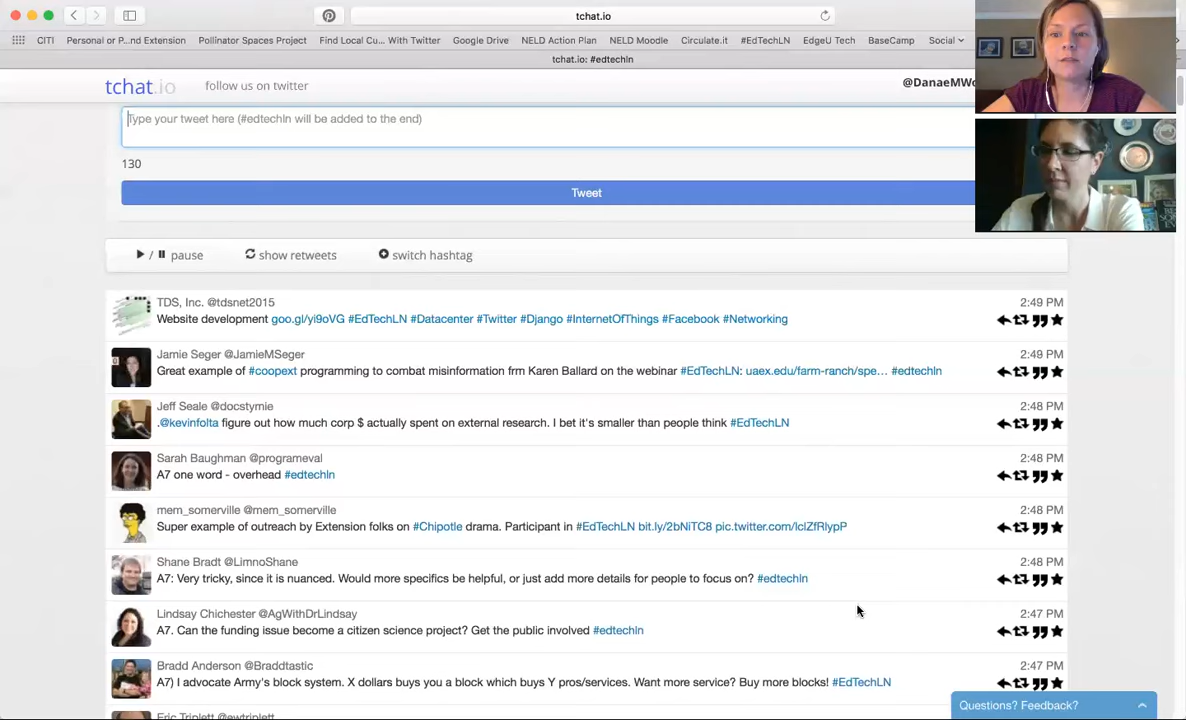 tchat.io
CITI Personal or P...nd Extension Pollinator Spaces Project Find Local Cu... With Twitter Google Drive NELD Action Plan NELD Moodle Circulate.it #EdTechLN EdgeU Tech BaseCamp Social
tchat.io: #edtechln
tchat.io follow us on twitter @DanaeMWo
Type your tweet here (#edtechln will be added to the end)
130
Tweet
/ pause show retweets switch hashtag
TDS, Inc. @tdsnet2015 2:49 PM
Website development goo.gl/yi9oVG #EdTechLN #Datacenter #Twitter #Django #InternetOfThings #Facebook #Networking
Jamie Seger @JamieMSeger 2:49 PM
Great example of #coopext programming to combat misinformation frm Karen Ballard on the webinar #EdTechLN: uaex.edu/farm-ranch/spe... #edtechln
Jeff Seale @docstymie 2:48 PM
.@kevinfolta figure out how much corp $ actually spent on external research. I bet it's smaller than people think #EdTechLN
Sarah Baughman @programeval 2:48 PM
A7 one word - overhead #edtechln
mem_somerville @mem_somerville 2:48 PM
Super example of outreach by Extension folks on #Chipotle drama. Participant in #EdTechLN bit.ly/2bNiTC8 pic.twitter.com/lclZfRlypP
Shane Bradt @LimnoShane 2:48 PM
A7: Very tricky, since it is nuanced. Would more specifics be helpful, or just add more details for people to focus on? #edtechln
Lindsay Chichester @AgWithDrLindsay 2:47 PM
A7. Can the funding issue become a citizen science project? Get the public involved #edtechln
Bradd Anderson @Braddtastic 2:47 PM
A7) I advocate Army's block system. X dollars buys you a block which buys Y pros/services. Want more service? Buy more blocks! #EdTechLN
Eric Triplett @ewtriplett
Questions? Feedback?